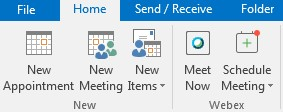 File Home Send / Receive Folder
New Appointment
New Meeting
New Items
Meet Now
Schedule Meeting
New
Webex